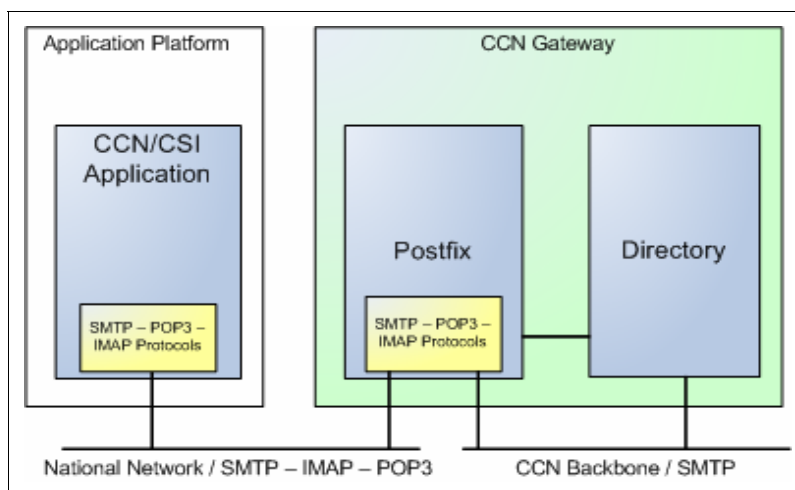 Application Platform
CCN/CSI
Application
SMTP – POP3 –
IMAP Protocols
CCN Gateway
Postfix
SMTP – POP3 –
IMAP Protocols
Directory
National Network / SMTP – IMAP – POP3
CCN Backbone / SMTP